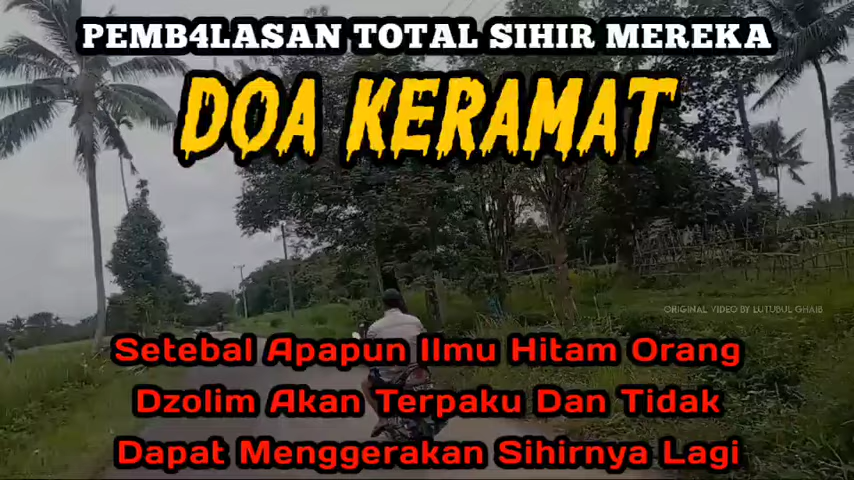 PEMB4LASAN TOTAL SIHIR MEREKA
DOA KERAMAT
ORIGINAL VIDEO BY LUTUBUL GHAIB
Setebal Apapun Ilmu Hitam Orang
Dzolim Akan Terpaku Dan Tidak
Dapat Menggerakan Sihirnya Lagi